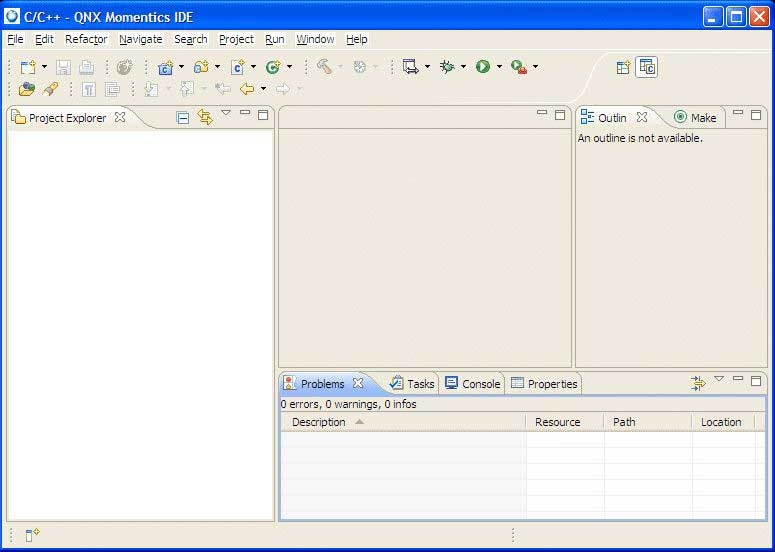 C/C++ - QNX Momentics IDE
File Edit Refactor Navigate Search Project Run Window Help
Project Explorer
Outlin
Make
An outline is not available.
Problems Tasks Console Properties
0 errors, 0 warnings, 0 infos
Description Resource Path Location